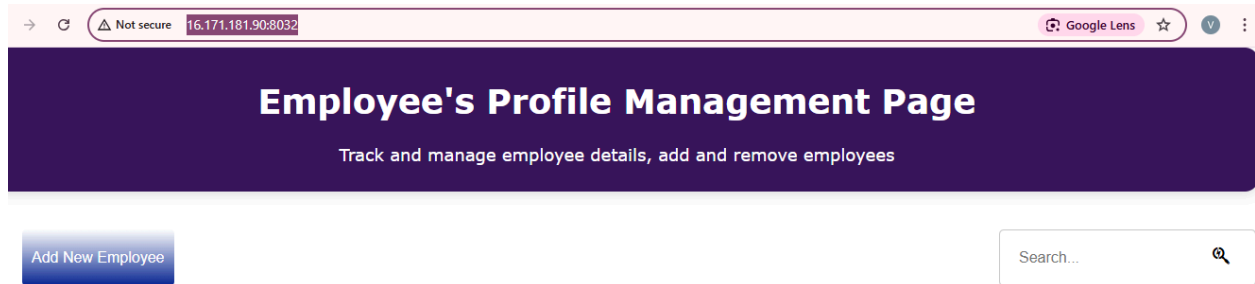 Not secure 16.171.181.90:8032 Google Lens V
Employee's Profile Management Page
Track and manage employee details, add and remove employees
Add New Employee Search...